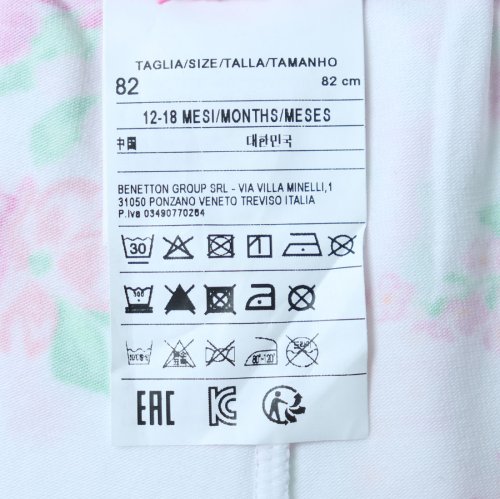 TAGLIA/SIZE/TALLA/TAMANHO
82 82 cm
12-18 MESI/MONTHS/MESES
中国 대한민국
BENETTON GROUP SRL - VIA VILLA MINELLI,1
31050 PONZANO VENETO TREVISO ITALIA
P.Iva 03490770264
30
EAC